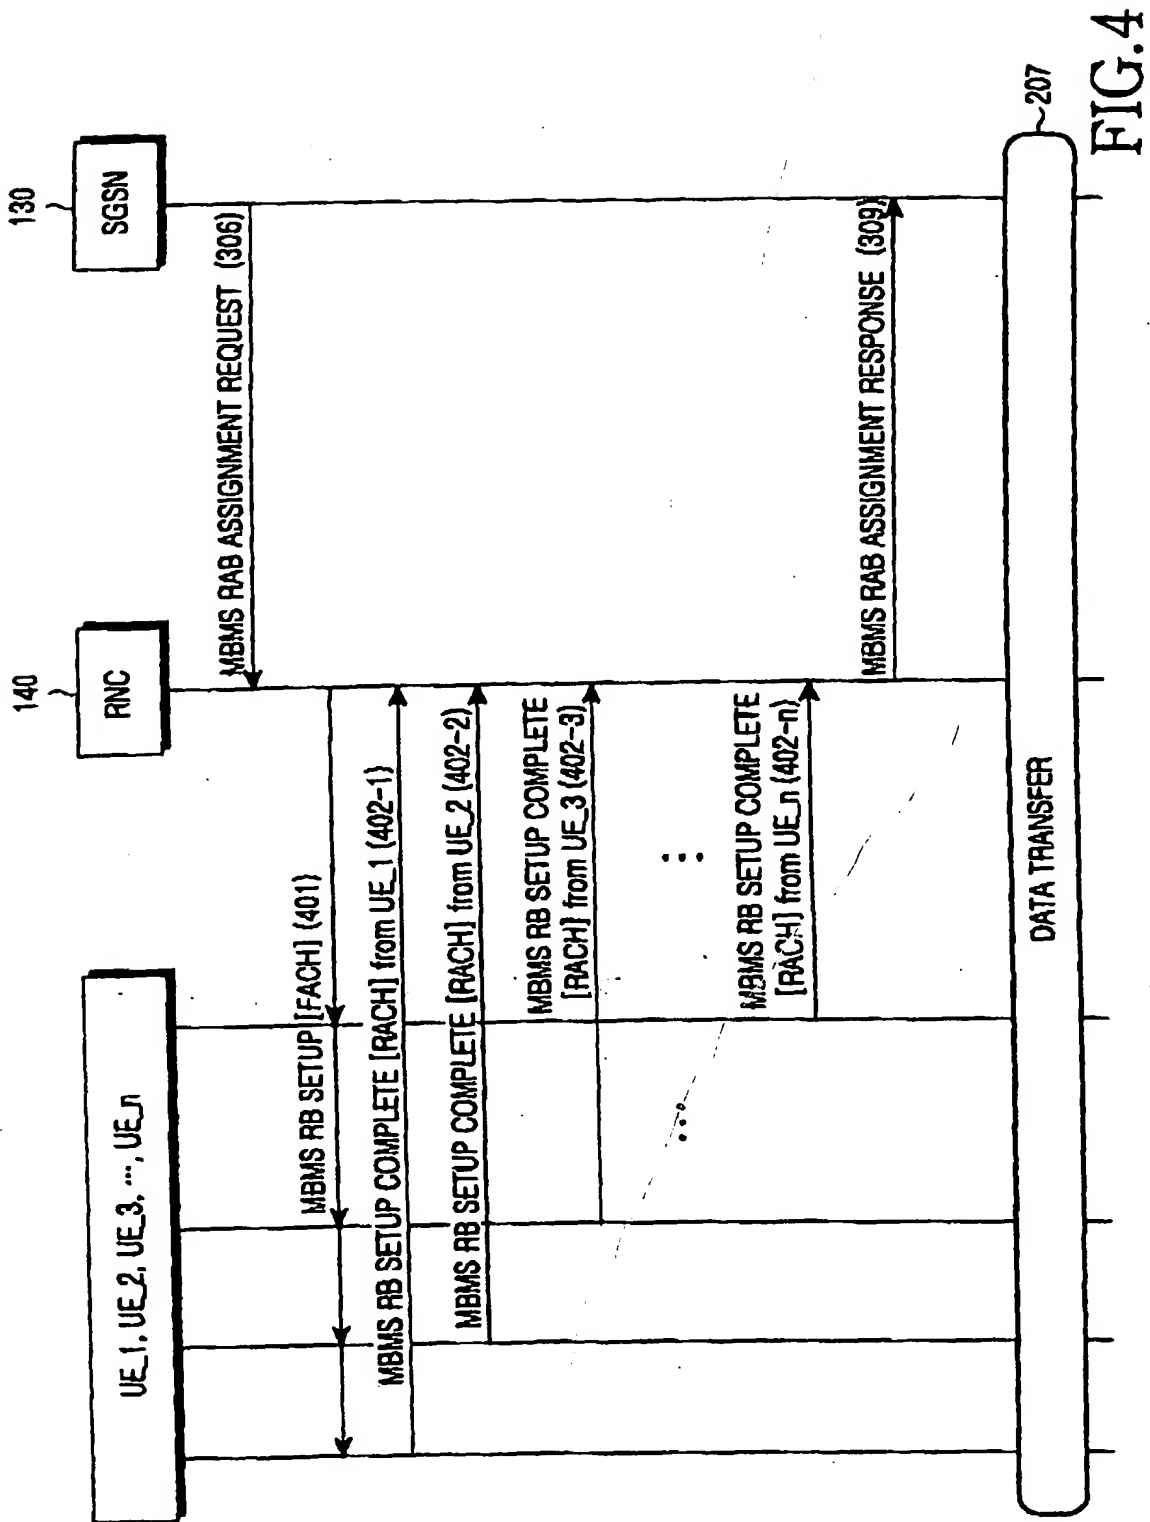 UE_1, UE_2, UE_3, ..., UE_n
140
RNC
130
SGSN
MBMS RAB ASSIGNMENT REQUEST (306)
MBMS RB SETUP [FACH] (401)
MBMS RB SETUP COMPLETE [RACH] from UE_1 (402-1)
MBMS RB SETUP COMPLETE [RACH] from UE_2 (402-2)
MBMS RB SETUP COMPLETE
[RACH] from UE_3 (402-3)
...
...
MBMS RB SETUP COMPLETE
[RACH] from UE_n (402-n)
MBMS RAB ASSIGNMENT RESPONSE (309)
DATA TRANSFER
207
FIG.4